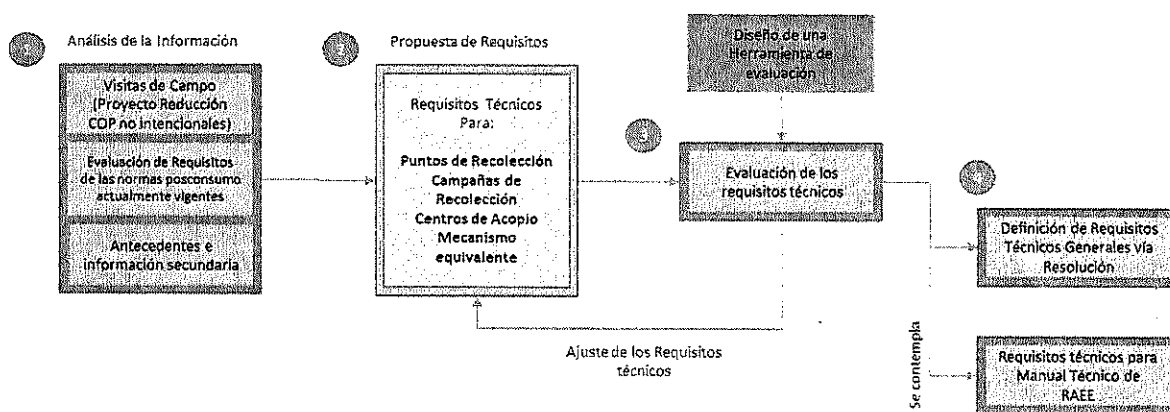 1
Análisis de la Información
Visitas de Campo
(Proyecto Reducción
COP no intencionales)
Evaluación de Requisitos
de las normas posconsumo
actualmente vigentes
Antecedentes e
información secundaria
2
Propuesta de Requisitos
Requisitos Técnicos
Para:
Puntos de Recolección
Campañas de
Recolección
Centros de Acopio
Mecanismo
equivalente
Diseño de una
Herramienta de
evaluación
3
Evaluación de los
requisitos técnicos
Ajuste de los Requisitos
técnicos
Se contempla
Definición de Requisitos
Técnicos Generales vía
Resolución
Requisitos técnicos para
Manual Técnico de
RAEE